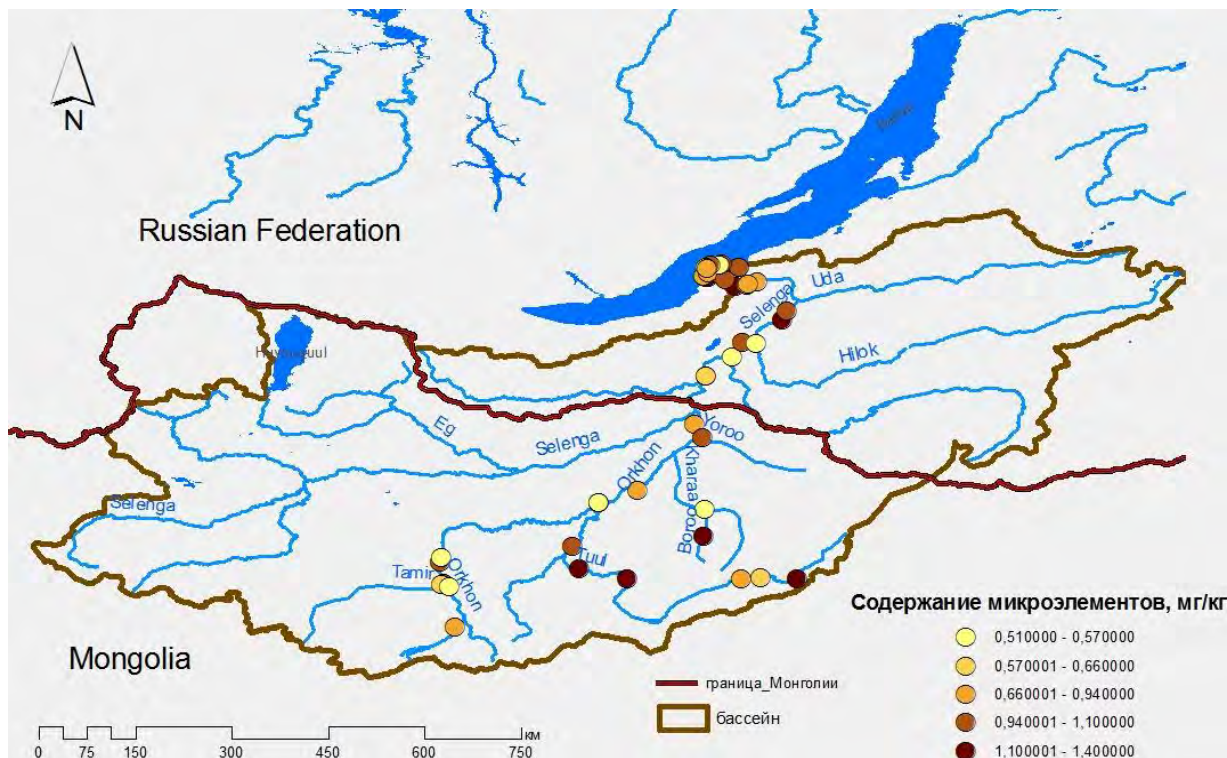 N
Russian Federation
Uda
Selenga
Hilok
Eg
Selenga
Yoroo
Orkhon
Kharaa
Selenga
Boroo
Tuul
Tamir
Orkhon
Mongolia
Содержание микроэлементов, мг/кг
0,510000 - 0,570000
0,570001 - 0,660000
0,660001 - 0,940000
0,940001 - 1,100000
1,100001 - 1,400000
граница_Монголии
бассейн
км
0 75 150 300 450 600 750